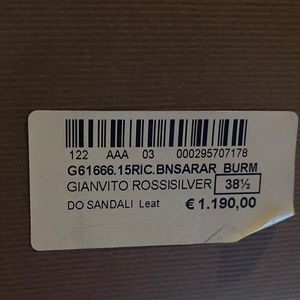 122 AAA 03 000295707178
G61666.15RIC.BNSARAR BURM
GIANVITO ROSSISILVER 38½
DO SANDALI Leat € 1.190,00